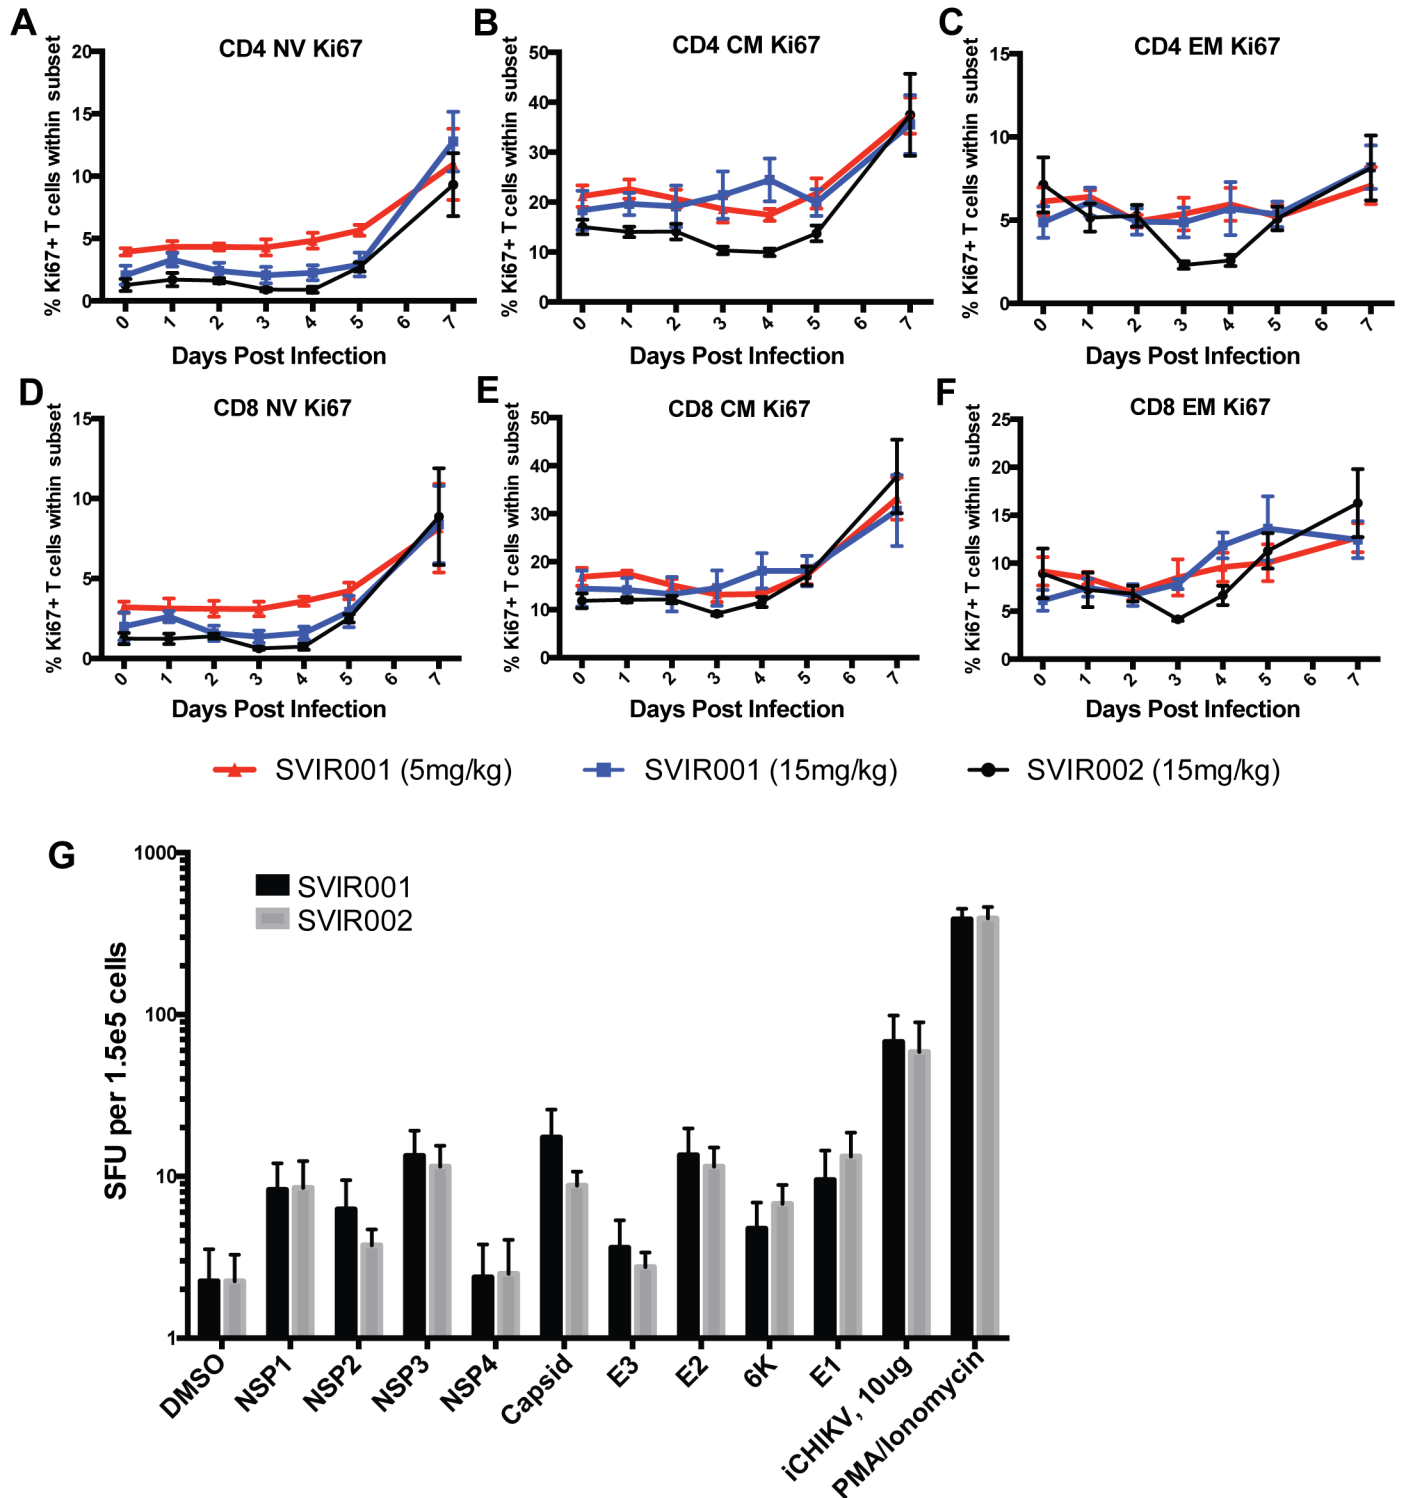 A
CD4 NV Ki67
% Ki67+ T cells within subset
20
15
10
5
0
0 1 2 3 4 5 6 7
Days Post Infection
B
CD4 CM Ki67
% Ki67+ T cells within subset
50
40
30
20
10
0
0 1 2 3 4 5 6 7
Days Post Infection
C
CD4 EM Ki67
% Ki67+ T cells within subset
15
10
5
0
0 1 2 3 4 5 6 7
Days Post Infection
D
CD8 NV Ki67
% Ki67+ T cells within subset
15
10
5
0
0 1 2 3 4 5 6 7
Days Post Infection
E
CD8 CM Ki67
% Ki67+ T cells within subset
50
40
30
20
10
0
0 1 2 3 4 5 6 7
Days Post Infection
F
CD8 EM Ki67
% Ki67+ T cells within subset
25
20
15
10
5
0
0 1 2 3 4 5 6 7
Days Post Infection
SVIR001 (5mg/kg)
SVIR001 (15mg/kg)
SVIR002 (15mg/kg)
G
SVIR001
SVIR002
SFU per 1.5e5 cells
1000
100
10
1
DMSO
NSP1
NSP2
NSP3
NSP4
Capsid
E3
E2
6K
E1
iCHIKV, 10ug
PMA/Ionomycin